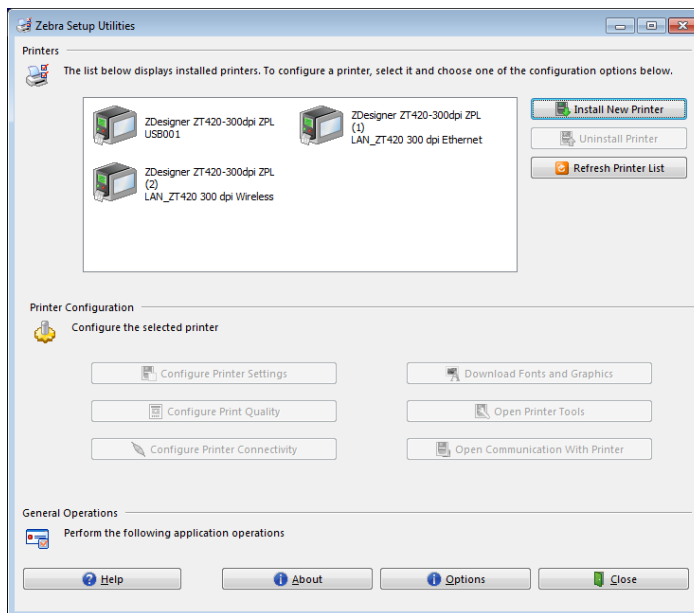 Zebra Setup Utilities
Printers
The list below displays installed printers. To configure a printer, select it and choose one of the configuration options below.
ZDesigner ZT420-300dpi ZPL
USB001
ZDesigner ZT420-300dpi ZPL
(1)
LAN_ZT420 300 dpi Ethernet
ZDesigner ZT420-300dpi ZPL
(2)
LAN_ZT420 300 dpi Wireless
Install New Printer
Uninstall Printer
Refresh Printer List
Printer Configuration
Configure the selected printer
Configure Printer Settings
Download Fonts and Graphics
Configure Print Quality
Open Printer Tools
Configure Printer Connectivity
Open Communication With Printer
General Operations
Perform the following application operations
Help
About
Options
Close